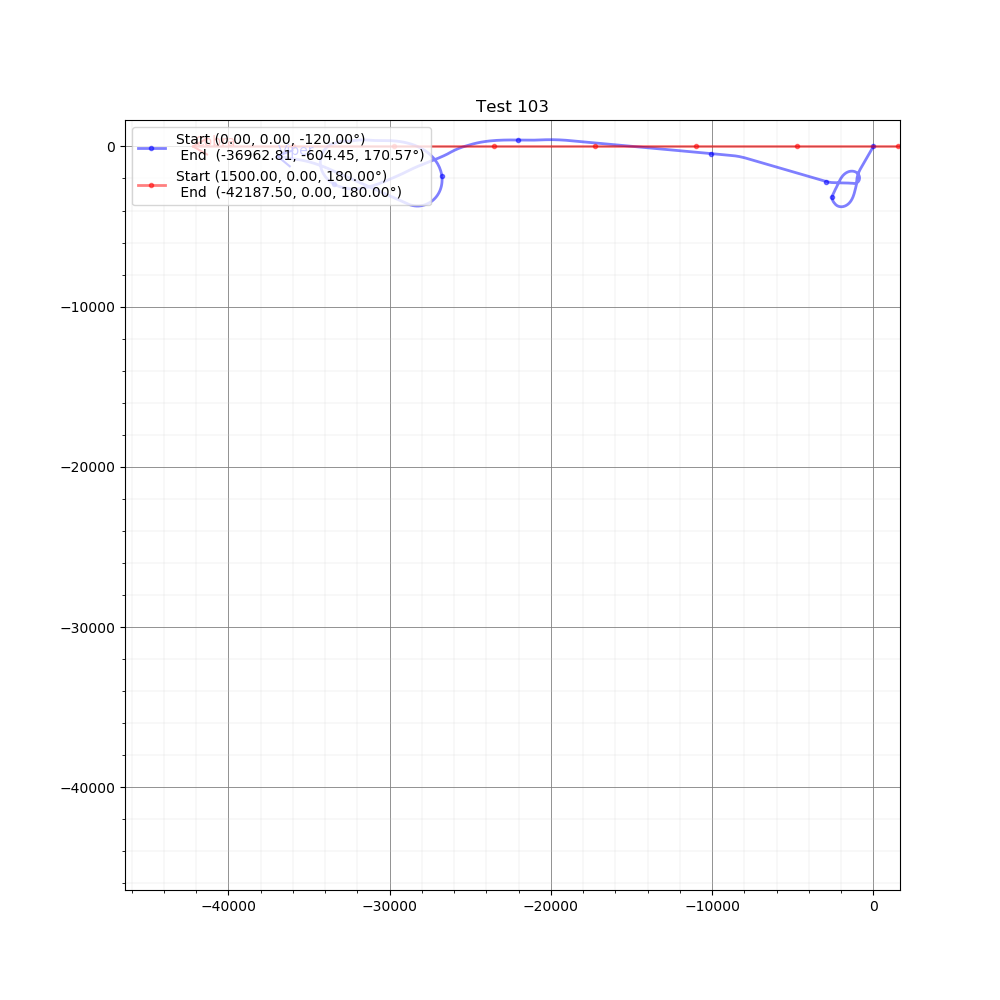 Test 103
Start (0.00, 0.00, -120.00°)
End (-36962.81, -604.45, 170.57°)
Start (1500.00, 0.00, 180.00°)
End (-42187.50, 0.00, 180.00°)
0
−10000
−20000
−30000
−40000
−40000
−30000
−20000
−10000
0